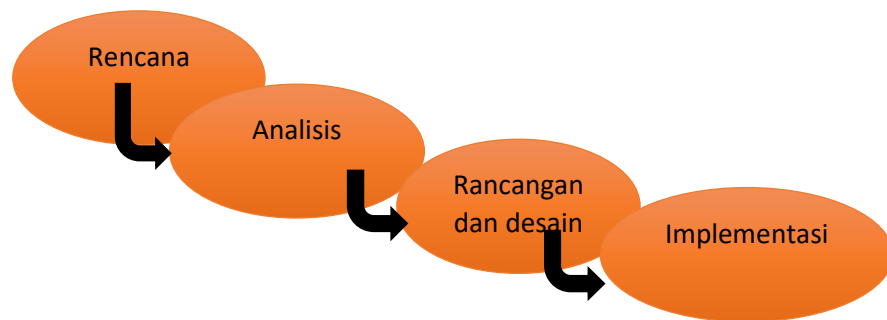 Rencana
Analisis
Rancangan
dan desain
Implementasi